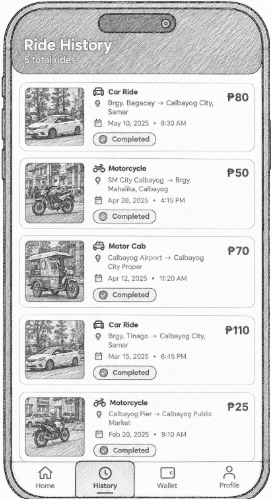 Ride History
5 total rides
Car Ride
₱80
Brgy. Bagacay → Calbayog City,
Samar
May 10, 2025 • 8:30 AM
Completed
Motorcycle
₱50
SM City Calbayog → Brgy.
Mahalika, Calbayog
Apr 28, 2025 • 4:15 PM
Completed
Motor Cab
₱70
Calbayog Airport → Calbayog
City Proper
Apr 12, 2025 • 11:20 AM
Completed
Car Ride
₱110
Brgy. Tinago → Calbayog City,
Samar
Mar 15, 2025 • 6:45 PM
Completed
Motorcycle
₱25
Calbayog Pier → Calbayog Public
Market
Feb 20, 2025 • 9:10 AM
Completed
Home
History
Wallet
Profile